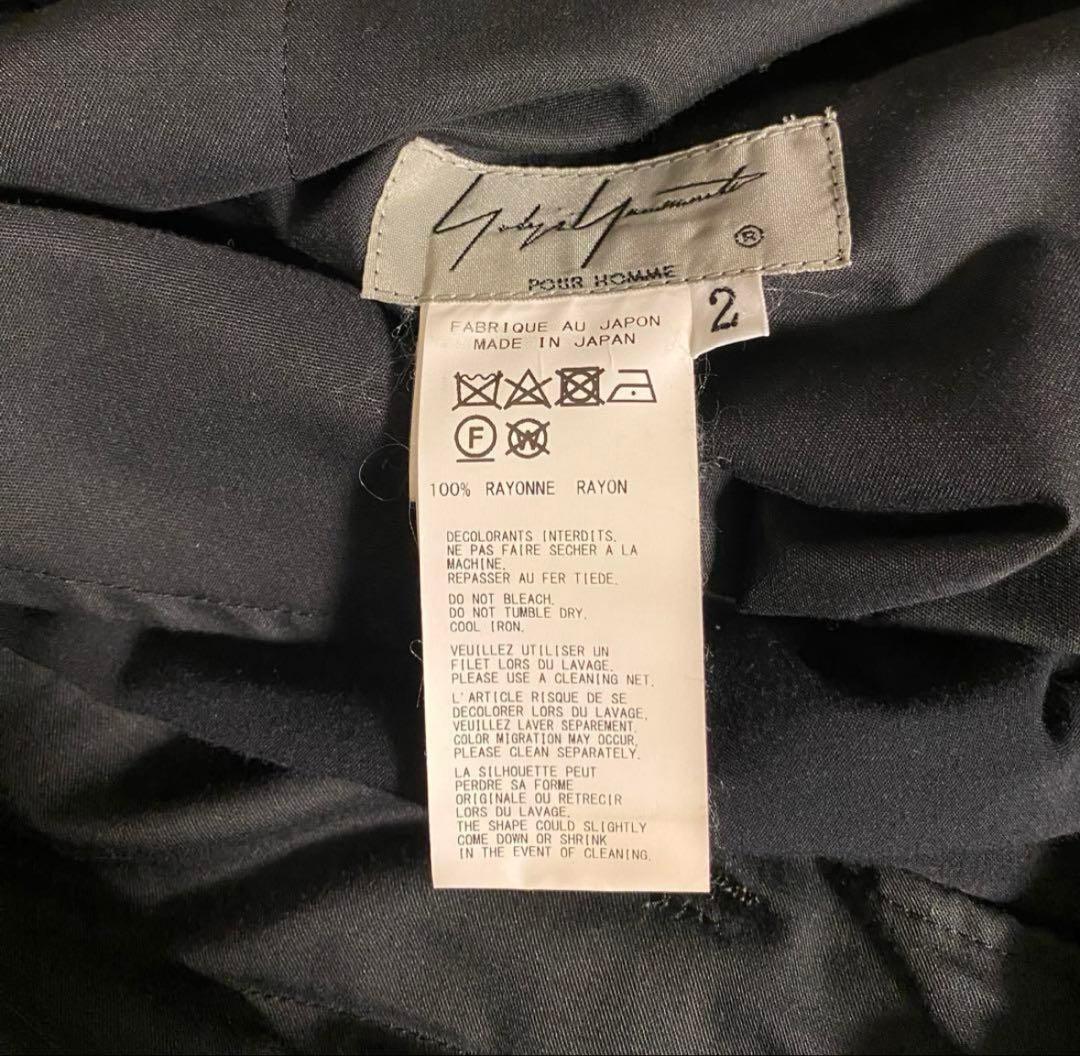 Yohji Yamamoto
®
POUR HOMME
2
FABRIQUE AU JAPON
MADE IN JAPAN
F W
100% RAYONNE RAYON
DECOLORANTS INTERDITS.
NE PAS FAIRE SECHER A LA
MACHINE.
REPASSER AU FER TIEDE.
DO NOT BLEACH.
DO NOT TUMBLE DRY.
COOL IRON.
VEUILLEZ UTILISER UN
FILET LORS DU LAVAGE.
PLEASE USE A CLEANING NET.
L'ARTICLE RISQUE DE SE
DECOLORER LORS DU LAVAGE.
VEUILLEZ LAVER SEPAREMENT.
COLOR MIGRATION MAY OCCUR.
PLEASE CLEAN SEPARATELY.
LA SILHOUETTE PEUT
PERDRE SA FORME
ORIGINALE OU RETRECIR
LORS DU LAVAGE.
THE SHAPE COULD SLIGHTLY
COME DOWN OR SHRINK
IN THE EVENT OF CLEANING.